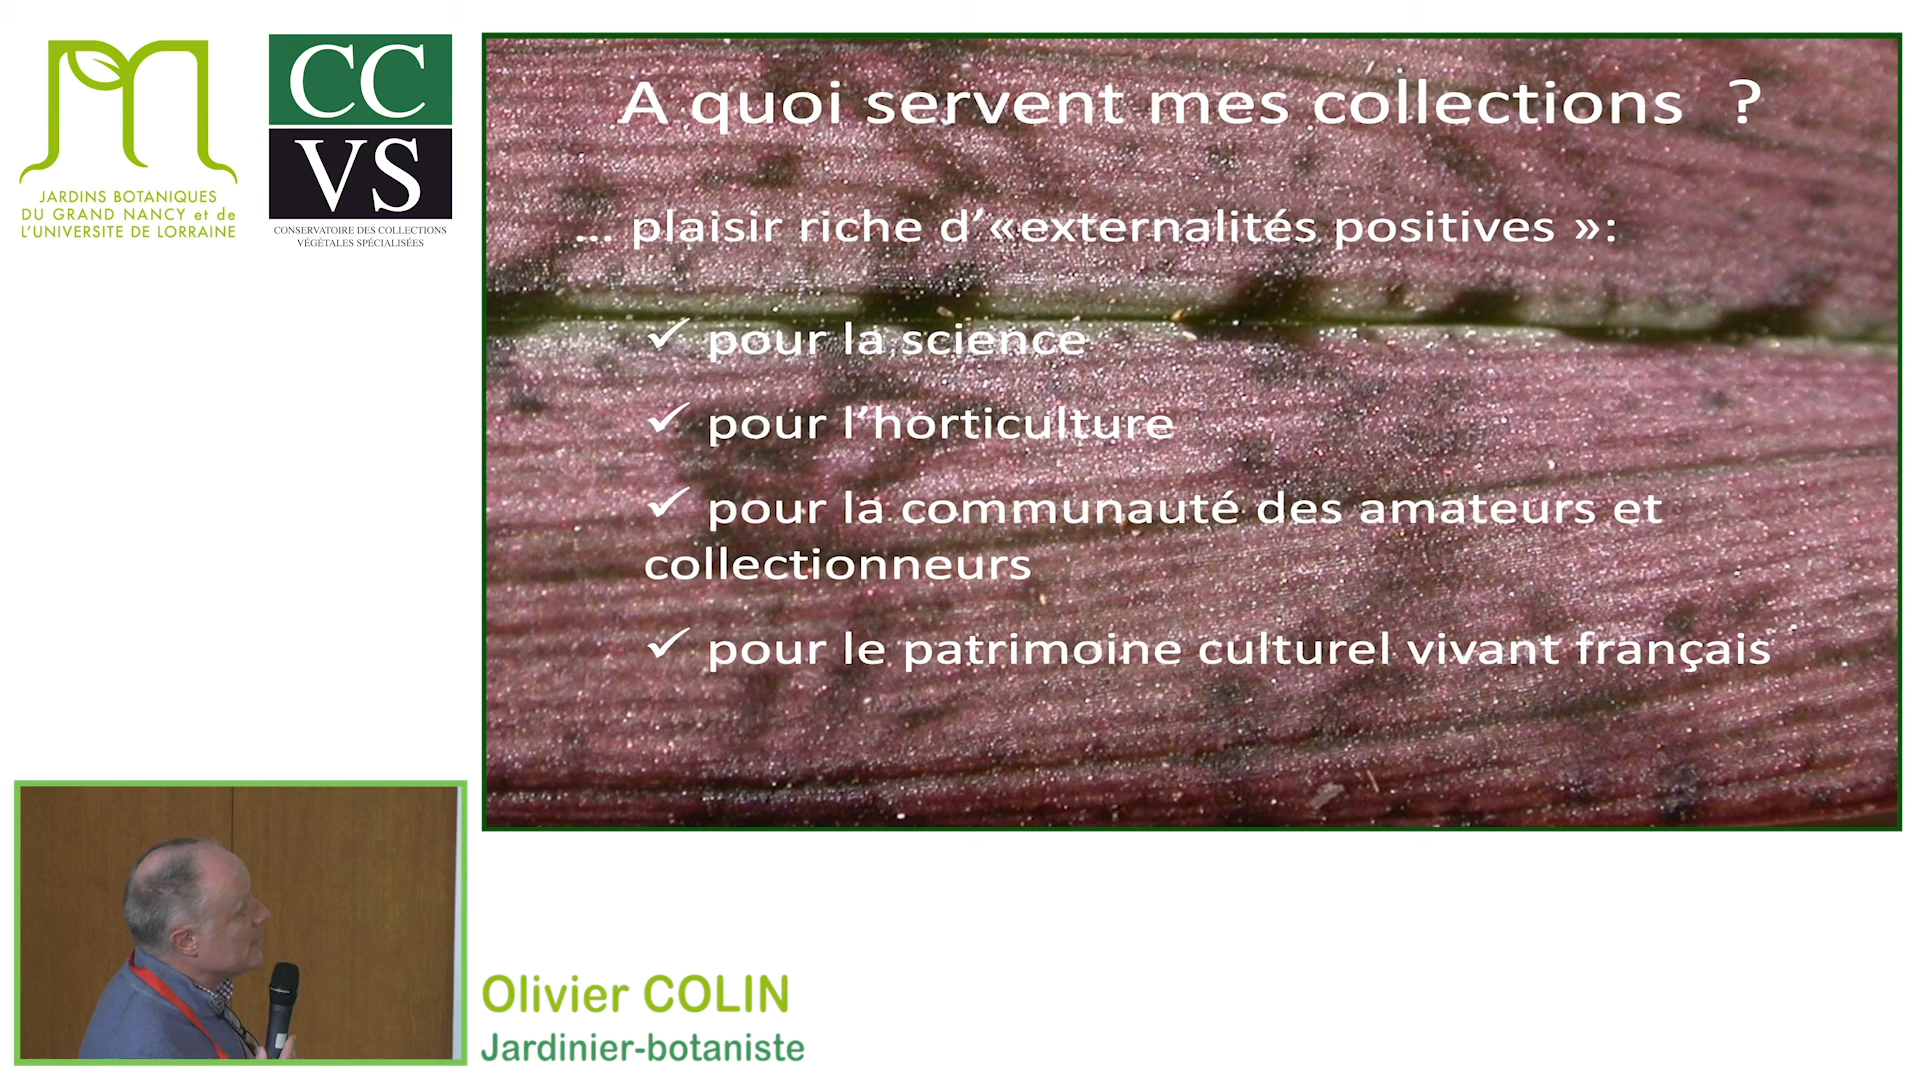 JARDINS BOTANIQUES
DU GRAND NANCY et de
L'UNIVERSITE DE LORRAINE
CC
VS
CONSERVATOIRE DES COLLECTIONS
VÉGÉTALES SPÉCIALISÉES
A quoi servent mes collections ?
... plaisir riche d'«externalités positives »:
✓ pour la science
✓ pour l'horticulture
✓ pour la communauté des amateurs et
collectionneurs
✓ pour le patrimoine culturel vivant français
Olivier COLIN
Jardinier-botaniste